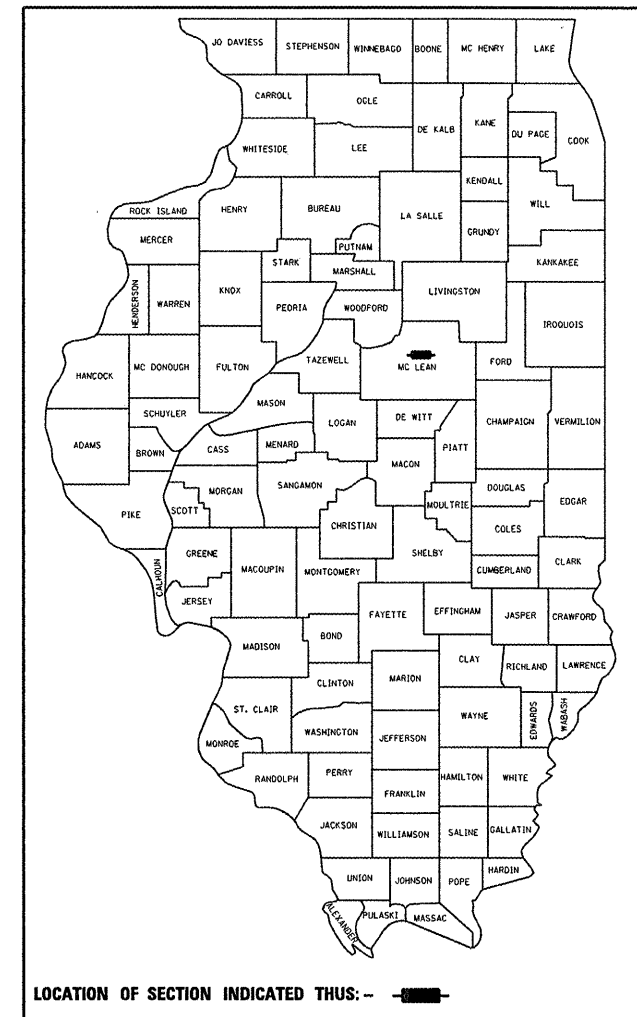 JO DAVIESS
STEPHENSON
WINNEBAGO
BOONE
MC HENRY
LAKE
CARROLL
OGLE
DE KALB
KANE
DU PAGE
COOK
WHITESIDE
LEE
KENDALL
WILL
ROCK ISLAND
HENRY
BUREAU
LA SALLE
GRUNDY
MERCER
PUTNAM
STARK
MARSHALL
KANKAKEE
HENDERSON
WARREN
KNOX
PEORIA
WOODFORD
LIVINGSTON
IROQUOIS
HANCOCK
MC DONOUGH
FULTON
TAZEWELL
MC LEAN
FORD
SCHUYLER
MASON
LOGAN
DE WITT
CHAMPAIGN
VERMILION
ADAMS
BROWN
CASS
MENARD
MACON
PIATT
PIKE
SCOTT
MORGAN
SANGAMON
CHRISTIAN
MOULTRIE
DOUGLAS
EDGAR
COLES
CALHOUN
GREENE
MACOUPIN
MONTGOMERY
SHELBY
CUMBERLAND
CLARK
JERSEY
FAYETTE
EFFINGHAM
JASPER
CRAWFORD
MADISON
BOND
CLAY
RICHLAND
LAWRENCE
CLINTON
MARION
ST. CLAIR
WAYNE
EDWARDS
WABASH
MONROE
WASHINGTON
JEFFERSON
RANDOLPH
PERRY
HAMILTON
WHITE
FRANKLIN
JACKSON
WILLIAMSON
SALINE
GALLATIN
UNION
JOHNSON
POPE
HARDIN
ALEXANDER
PULASKI
MASSAC
LOCATION OF SECTION INDICATED THUS: -